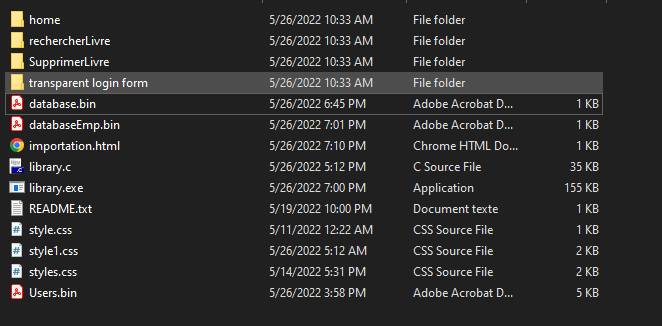 home 5/26/2022 10:33 AM File folder
rechercherLivre 5/26/2022 10:33 AM File folder
SupprimerLivre 5/26/2022 10:33 AM File folder
transparent login form 5/26/2022 10:33 AM File folder
database.bin 5/26/2022 6:45 PM Adobe Acrobat D... 1 KB
databaseEmp.bin 5/26/2022 7:01 PM Adobe Acrobat D... 1 KB
importation.html 5/26/2022 7:10 PM Chrome HTML Do... 1 KB
library.c 5/26/2022 5:12 PM C Source File 35 KB
library.exe 5/26/2022 7:00 PM Application 155 KB
README.txt 5/19/2022 10:00 PM Document texte 1 KB
style.css 5/11/2022 12:22 AM CSS Source File 1 KB
style1.css 5/26/2022 5:12 AM CSS Source File 2 KB
styles.css 5/14/2022 5:31 PM CSS Source File 2 KB
Users.bin 5/26/2022 3:58 PM Adobe Acrobat D... 5 KB